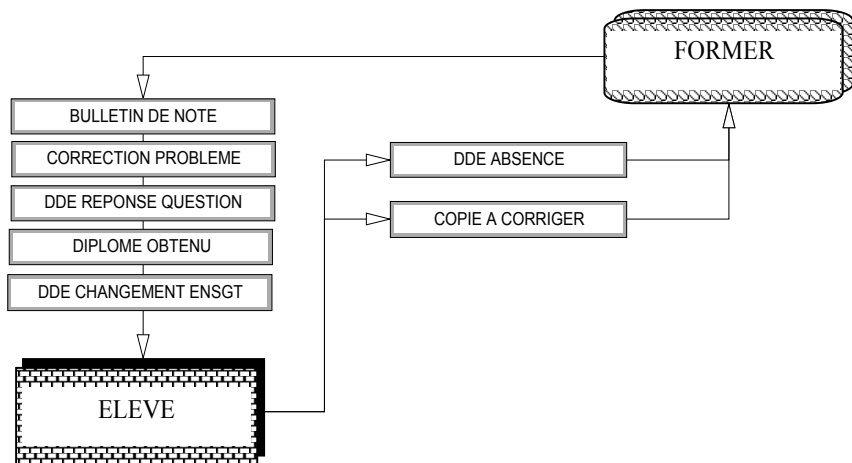 FORMER
BULLETIN DE NOTE
CORRECTION PROBLEME
DDE REPONSE QUESTION
DIPLOME OBTENU
DDE CHANGEMENT ENSGT
DDE ABSENCE
COPIE A CORRIGER
ELEVE